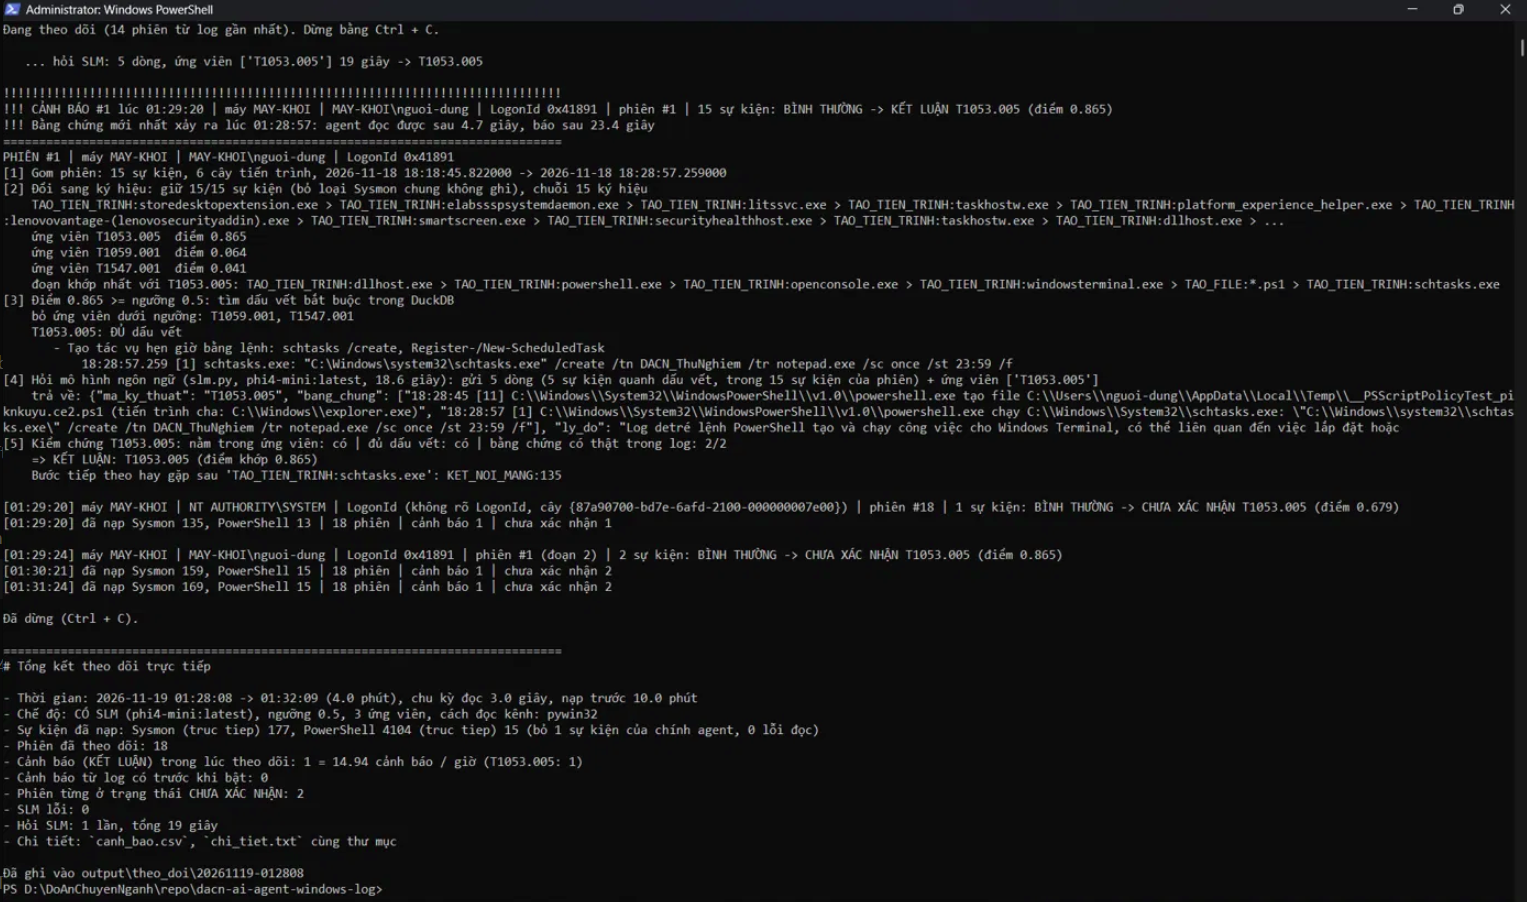 Administrator: Windows PowerShell
Đang theo dõi (14 phiên từ log gần nhất). Dừng bằng Ctrl + C.
... hỏi SLM: 5 dòng, ứng viên ['T1053.005'] 19 giây -> T1053.005
!!!!!!!!!!!!!!!!!!!!!!!!!!!!!!!!!!!!!!!!!!!!!!!!!!!!!!!!!!!!!!!!!!!!!!!!!!!!!!
!!! CẢNH BÁO #1 lúc 01:29:20 | máy MAY-KHOI | MAY-KHOI\nguoi-dung | LogonId 0x41891 | phiên #1 | 15 sự kiện: BÌNH THƯỜNG -> KẾT LUẬN T1053.005 (điểm 0.865)
!!! Bằng chứng mới nhất xảy ra lúc 01:28:57: agent đọc được sau 4.7 giây, báo sau 23.4 giây
==============================================================================
PHIÊN #1 | máy MAY-KHOI | MAY-KHOI\nguoi-dung | LogonId 0x41891
[1] Gom phiên: 15 sự kiện, 6 cây tiến trình, 2026-11-18 18:18:45.822000 -> 2026-11-18 18:28:57.259000
[2] Đổi sang ký hiệu: giữ 15/15 sự kiện (bỏ loại Sysmon chung không ghi), chuỗi 15 ký hiệu
TAO_TIEN_TRINH:storedesktopextension.exe > TAO_TIEN_TRINH:elabssspsystemdaemon.exe > TAO_TIEN_TRINH:litssvc.exe > TAO_TIEN_TRINH:taskhostw.exe > TAO_TIEN_TRINH:platform_experience_helper.exe > TAO_TIEN_TRINH
:lenovovantage-(lenovosecurityaddin).exe > TAO_TIEN_TRINH:smartscreen.exe > TAO_TIEN_TRINH:securityhealthhost.exe > TAO_TIEN_TRINH:taskhostw.exe > TAO_TIEN_TRINH:dllhost.exe > ...
ứng viên T1053.005  điểm 0.865
ứng viên T1059.001  điểm 0.064
ứng viên T1547.001  điểm 0.041
đoạn khớp nhất với T1053.005: TAO_TIEN_TRINH:dllhost.exe > TAO_TIEN_TRINH:powershell.exe > TAO_TIEN_TRINH:openconsole.exe > TAO_TIEN_TRINH:windowsterminal.exe > TAO_FILE:*.ps1 > TAO_TIEN_TRINH:schtasks.exe
[3] Điểm 0.865 >= ngưỡng 0.5: tìm dấu vết bắt buộc trong DuckDB
bỏ ứng viên dưới ngưỡng: T1059.001, T1547.001
T1053.005: ĐỦ dấu vết
- Tạo tác vụ hẹn giờ bằng lệnh: schtasks /create, Register-/New-ScheduledTask
18:28:57.259 [1] schtasks.exe: "C:\Windows\system32\schtasks.exe" /create /tn DACN_ThuNghiem /tr notepad.exe /sc once /st 23:59 /f
[4] Hỏi mô hình ngôn ngữ (slm.py, phi4-mini:latest, 18.6 giây): gửi 5 dòng (5 sự kiện quanh dấu vết, trong 15 sự kiện của phiên) + ứng viên ['T1053.005']
trả về: {"ma_ky_thuat": "T1053.005", "bang_chung": ["18:28:45 [11] C:\\Windows\\System32\\WindowsPowerShell\\v1.0\\powershell.exe tạo file C:\\Users\\nguoi-dung\\AppData\\Local\\Temp\\__PSScriptPolicyTest_pi
knkuyu.ce2.ps1 (tiến trình cha: C:\\Windows\\explorer.exe)", "18:28:57 [1] C:\\Windows\\System32\\WindowsPowerShell\\v1.0\\powershell.exe chạy C:\\Windows\\System32\\schtasks.exe: \"C:\\Windows\\system32\\schtas
ks.exe\" /create /tn DACN_ThuNghiem /tr notepad.exe /sc once /st 23:59 /f"], "ly_do": "Log detré lệnh PowerShell tạo và chạy công việc cho Windows Terminal, có thể liên quan đến việc lắp đặt hoặc
[5] Kiểm chứng T1053.005: nằm trong ứng viên: có | đủ dấu vết: có | bằng chứng có thật trong log: 2/2
=> KẾT LUẬN: T1053.005 (điểm khớp 0.865)
Bước tiếp theo hay gặp sau 'TAO_TIEN_TRINH:schtasks.exe': KET_NOI_MANG:135
[01:29:20] máy MAY-KHOI | NT AUTHORITY\SYSTEM | LogonId (không rõ LogonId, cây {87a90700-bd7e-6afd-2100-000000007e00}) | phiên #18 | 1 sự kiện: BÌNH THƯỜNG -> CHƯA XÁC NHẬN T1053.005 (điểm 0.679)
[01:29:20] đã nạp Sysmon 135, PowerShell 13 | 18 phiên | cảnh báo 1 | chưa xác nhận 1
[01:29:24] máy MAY-KHOI | MAY-KHOI\nguoi-dung | LogonId 0x41891 | phiên #1 (đoạn 2) | 2 sự kiện: BÌNH THƯỜNG -> CHƯA XÁC NHẬN T1053.005 (điểm 0.865)
[01:30:21] đã nạp Sysmon 159, PowerShell 15 | 18 phiên | cảnh báo 1 | chưa xác nhận 2
[01:31:24] đã nạp Sysmon 169, PowerShell 15 | 18 phiên | cảnh báo 1 | chưa xác nhận 2
Đã dừng (Ctrl + C).
==============================================================================
# Tổng kết theo dõi trực tiếp
- Thời gian: 2026-11-19 01:28:08 -> 01:32:09 (4.0 phút), chu kỳ đọc 3.0 giây, nạp trước 10.0 phút
- Chế độ: CÓ SLM (phi4-mini:latest), ngưỡng 0.5, 3 ứng viên, cách đọc kênh: pywin32
- Sự kiện đã nạp: Sysmon (truc tiep) 177, PowerShell 4104 (truc tiep) 15 (bỏ 1 sự kiện của chính agent, 0 lỗi đọc)
- Phiên đã theo dõi: 18
- Cảnh báo (KẾT LUẬN) trong lúc theo dõi: 1 = 14.94 cảnh báo / giờ (T1053.005: 1)
- Cảnh báo từ log có trước khi bật: 0
- Phiên từng ở trạng thái CHƯA XÁC NHẬN: 2
- SLM lỗi: 0
- Hỏi SLM: 1 lần, tổng 19 giây
- Chi tiết: `canh_bao.csv`, `chi_tiet.txt` cùng thư mục
Đã ghi vào output\theo_doi\20261119-012808
PS D:\DoAnChuyenNganh\repo\dacn-ai-agent-windows-log>